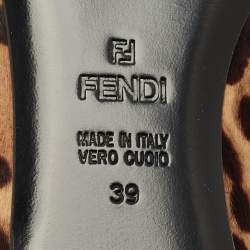 FENDI
MADE IN ITALY
VERO CUOIO
39